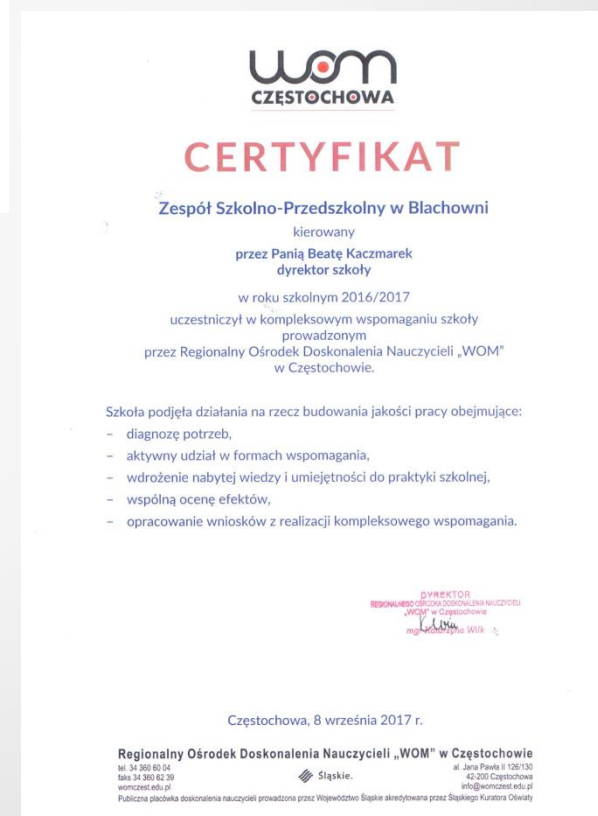 wom
CZĘSTOCHOWA
CERTYFIKAT
Zespół Szkolno-Przedszkolny w Blachowni
kierowany
przez Panią Beatę Kaczmarek
dyrektor szkoły
w roku szkolnym 2016/2017
uczestniczył w kompleksowym wspomaganiu szkoły
prowadzonym
przez Regionalny Ośrodek Doskonalenia Nauczycieli „WOM”
w Częstochowie.
Szkoła podjęła działania na rzecz budowania jakości pracy obejmujące:
– diagnozę potrzeb,
– aktywny udział w formach wspomagania,
– wdrożenie nabytej wiedzy i umiejętności do praktyki szkolnej,
– wspólną ocenę efektów,
– opracowanie wniosków z realizacji kompleksowego wspomagania.
DYREKTOR
REGIONALNEGO OŚRODKA DOSKONALENIA NAUCZYCIELI
„WOM” w Częstochowie
mgr Katarzyna Wilk
Częstochowa, 8 września 2017 r.
Regionalny Ośrodek Doskonalenia Nauczycieli „WOM” w Częstochowie
tel. 34 360 60 04
faks 34 360 62 39
womczest.edu.pl
Śląskie.
al. Jana Pawła II 126/130
42-200 Częstochowa
info@womczest.edu.pl
Publiczna placówka doskonalenia nauczycieli prowadzona przez Województwo Śląskie akredytowana przez Śląskiego Kuratora Oświaty